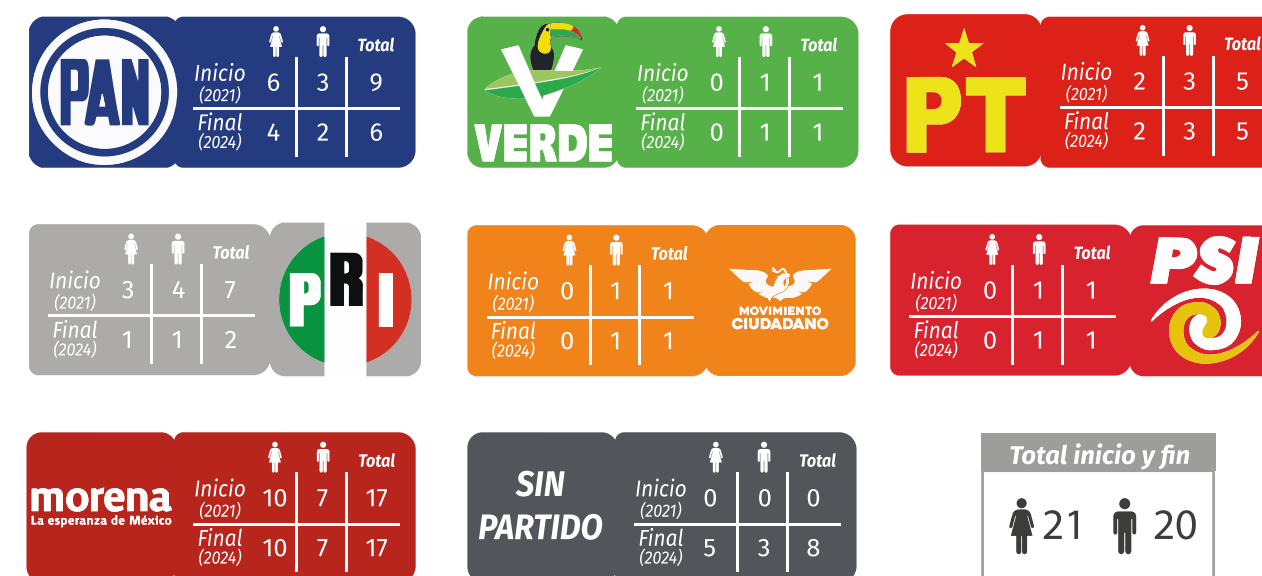 PAN
Total
Inicio (2021) 6 3 9
Final (2024) 4 2 6
V
VERDE
Total
Inicio (2021) 0 1 1
Final (2024) 0 1 1
PT
Total
Inicio (2021) 2 3 5
Final (2024) 2 3 5
Total
Inicio (2021) 3 4 7
Final (2024) 1 1 2
PRI
Total
Inicio (2021) 0 1 1
Final (2024) 0 1 1
MOVIMIENTO
CIUDADANO
Total
Inicio (2021) 0 1 1
Final (2024) 0 1 1
PSI
morena
La esperanza de México
Total
Inicio (2021) 10 7 17
Final (2024) 10 7 17
SIN
PARTIDO
Total
Inicio (2021) 0 0 0
Final (2024) 5 3 8
Total inicio y fin
21 20